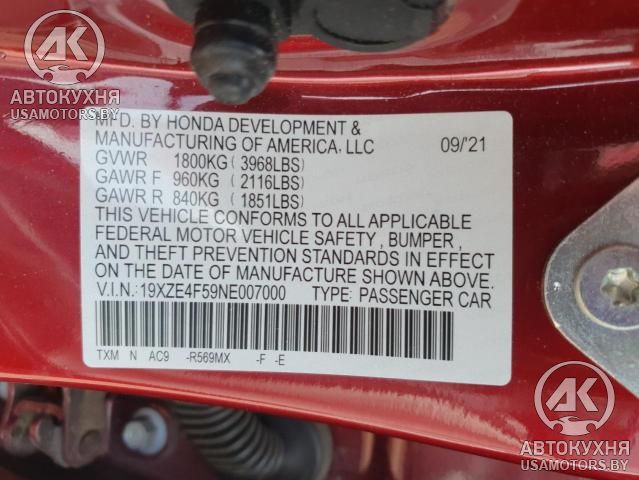 АК
АВТОКУХНЯ
USAMOTORS.BY
MFD. BY HONDA DEVELOPMENT &
MANUFACTURING OF AMERICA, LLC 09/'21
GVWR 1800KG ( 3968LBS)
GAWR F 960KG ( 2116LBS)
GAWR R 840KG ( 1851LBS)
THIS VEHICLE CONFORMS TO ALL APPLICABLE
FEDERAL MOTOR VEHICLE SAFETY , BUMPER ,
AND THEFT PREVENTION STANDARDS IN EFFECT
ON THE DATE OF MANUFACTURE SHOWN ABOVE.
V.I.N.: 19XZE4F59NE007000 TYPE: PASSENGER CAR
TXM N AC9 -R569MX -F -E
АК
АВТОКУХНЯ
USAMOTORS.BY